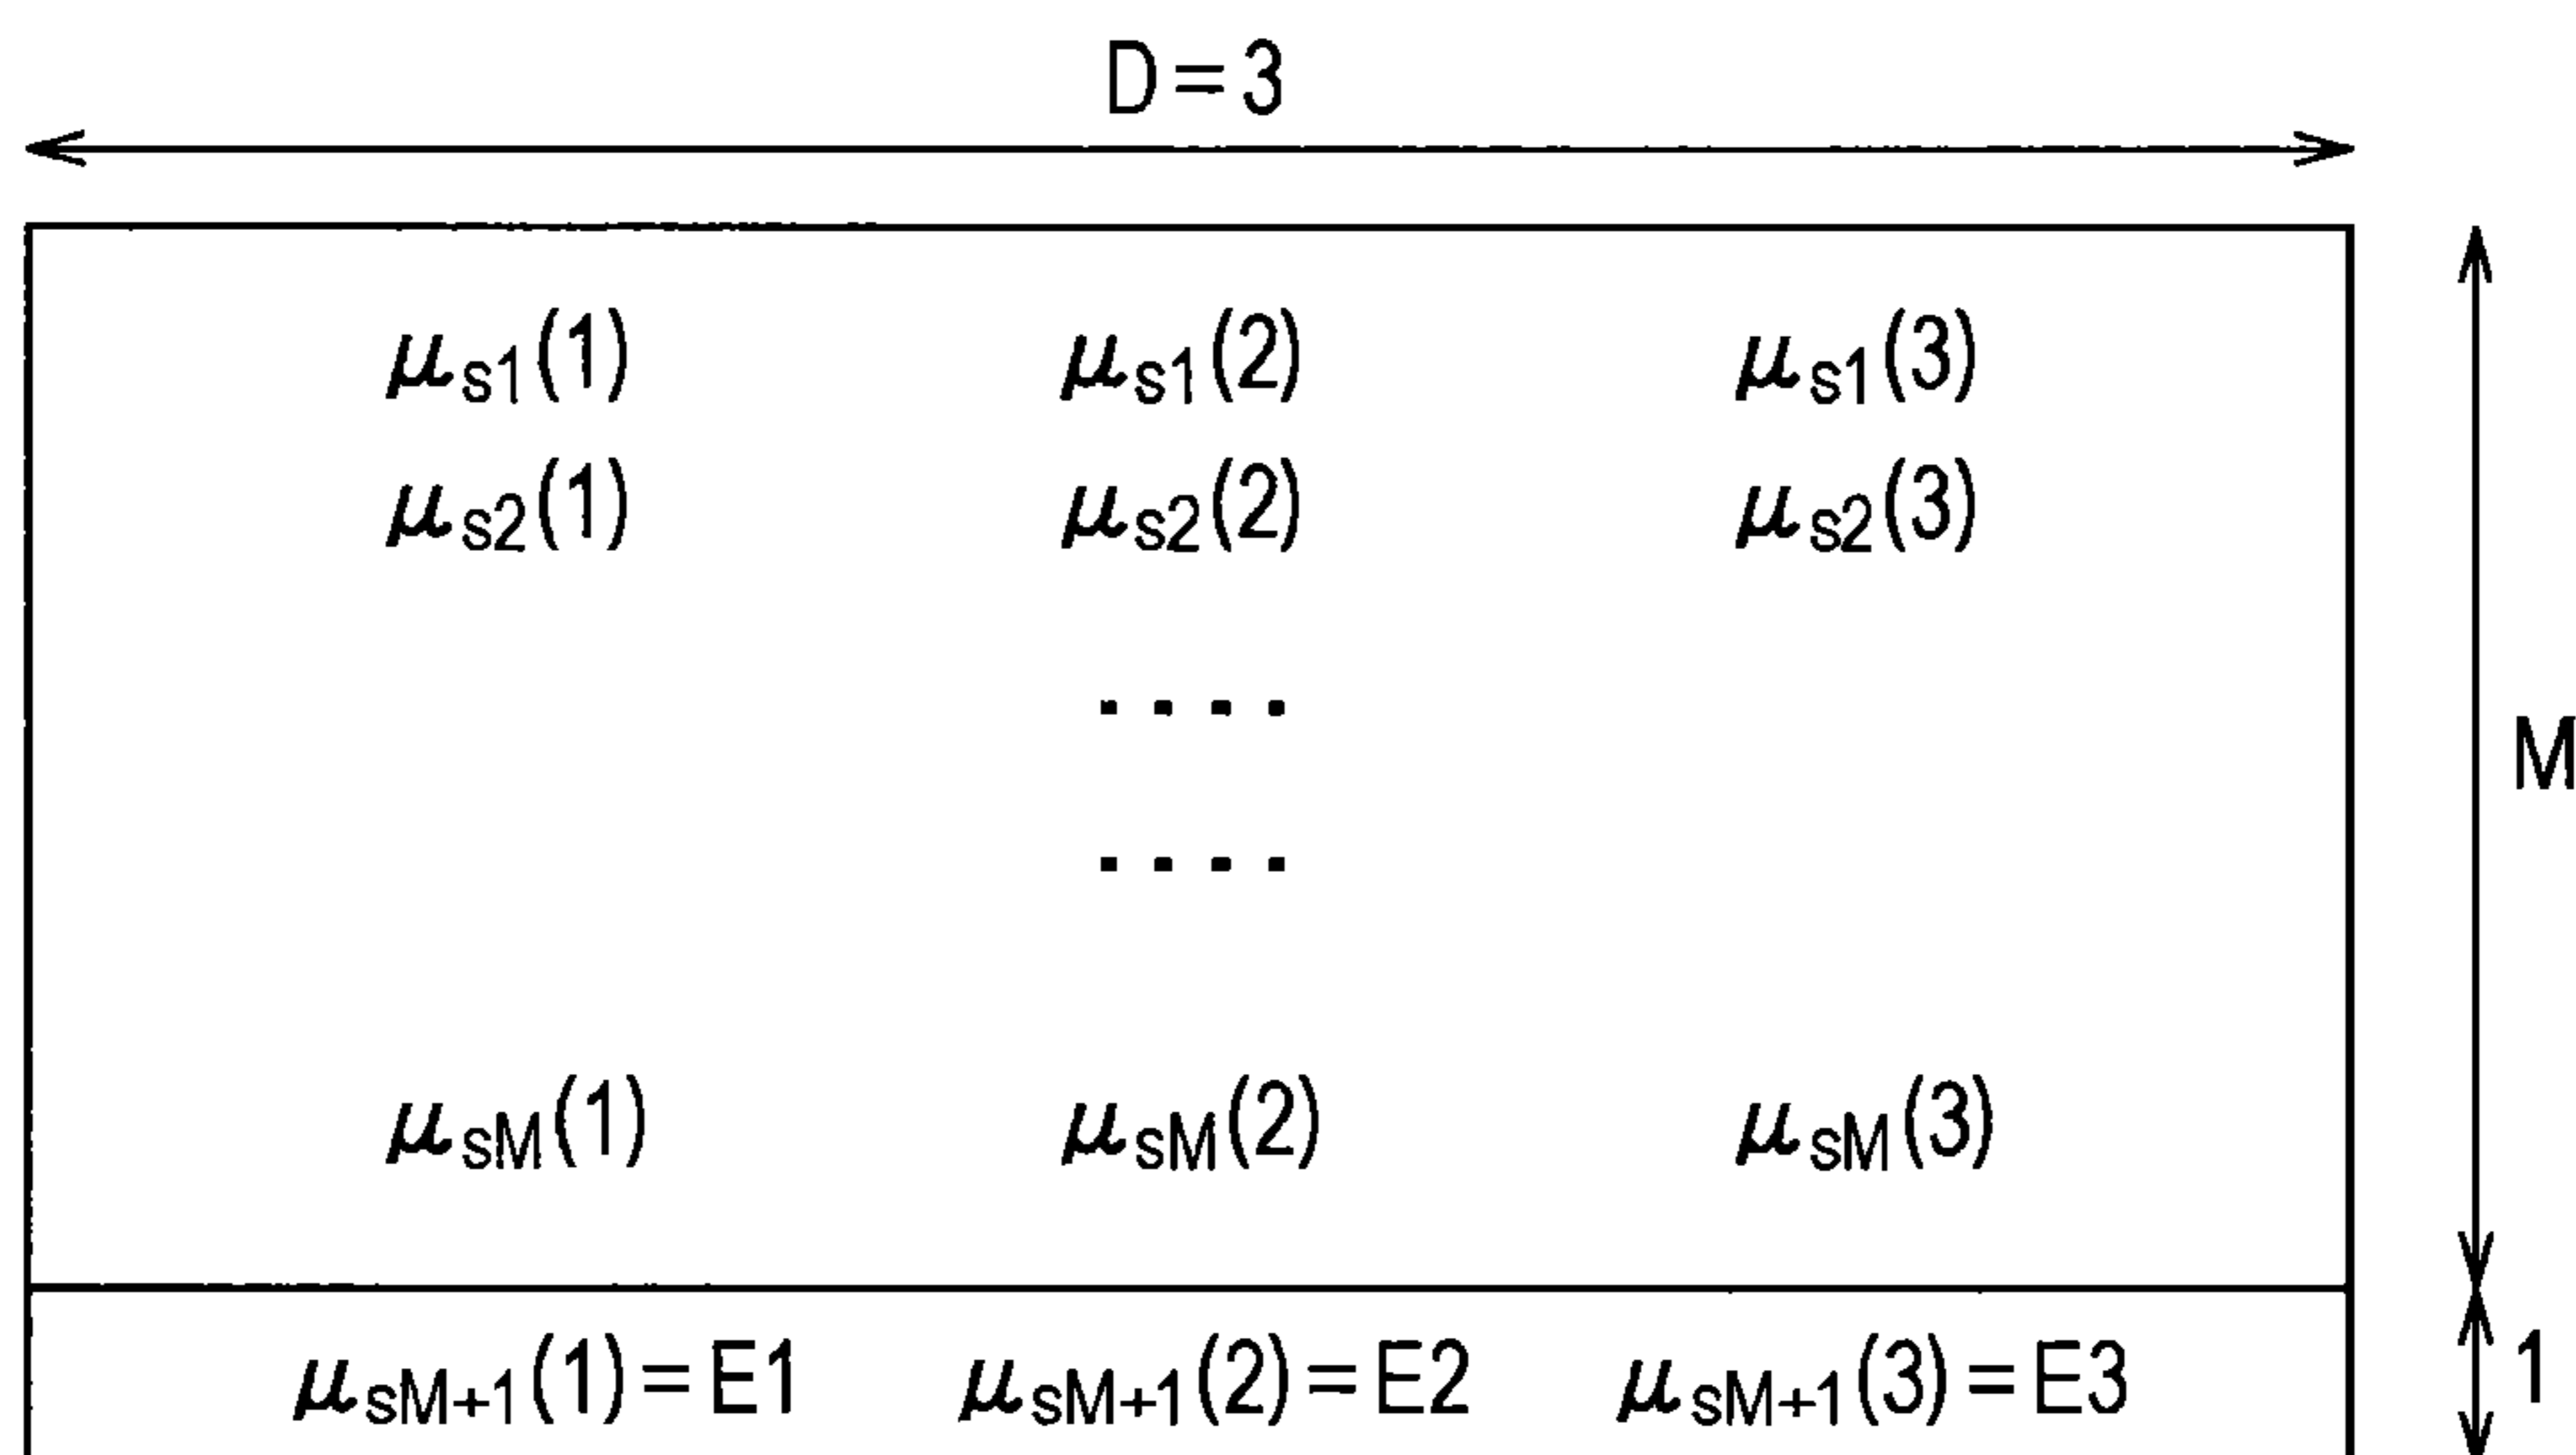 D=3
μs1(1) μs1(2) μs1(3)
μs2(1) μs2(2) μs2(3)
....
M
....
μsM(1) μsM(2) μsM(3)
μsM+1(1)=E1 μsM+1(2)=E2 μsM+1(3)=E3 1